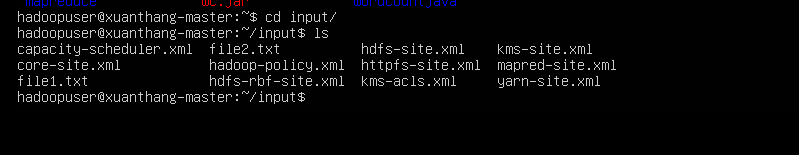 mapreduce wc.jar wordcountjava
hadoopuser@xuanthang-master:~$ cd input/
hadoopuser@xuanthang-master:~/input$ ls
capacity-scheduler.xml file2.txt hdfs-site.xml kms-site.xml
core-site.xml hadoop-policy.xml httpfs-site.xml mapred-site.xml
file1.txt hdfs-rbf-site.xml kms-acls.xml yarn-site.xml
hadoopuser@xuanthang-master:~/input$